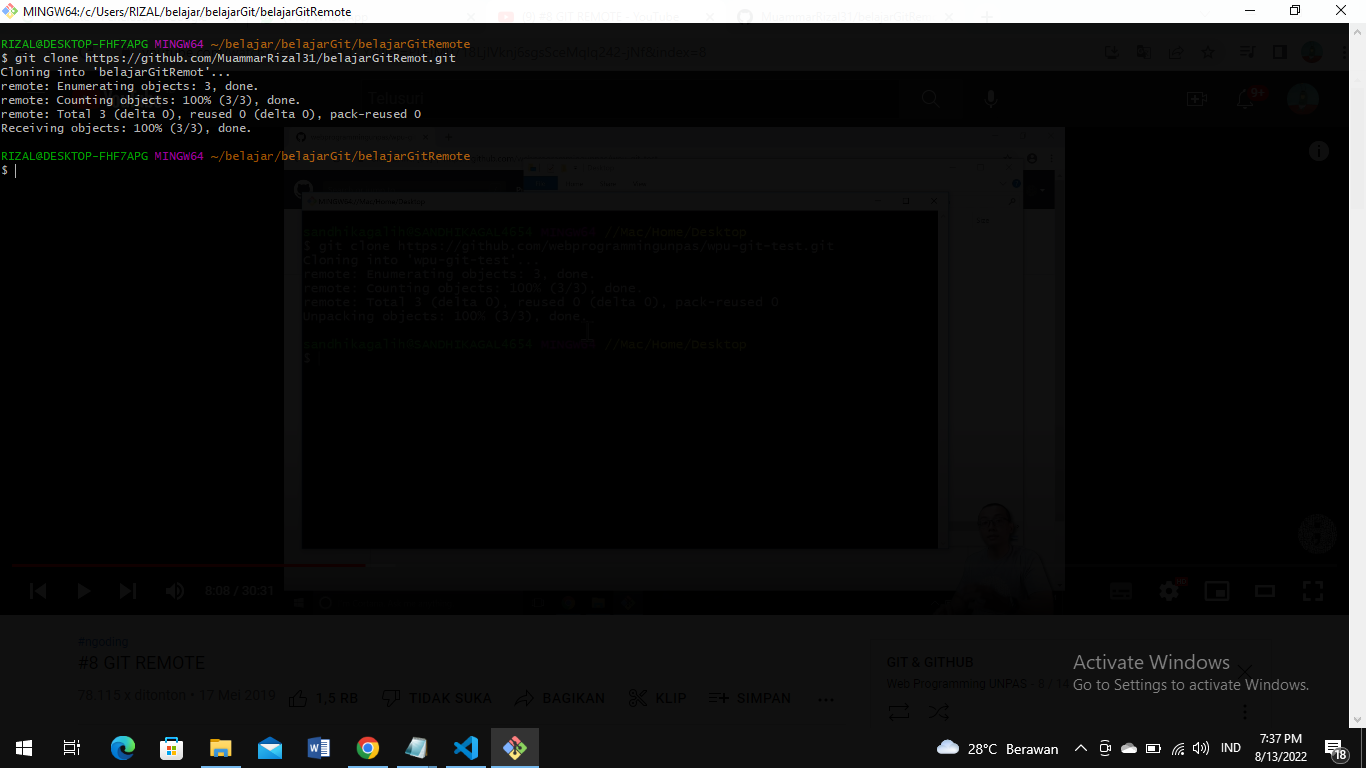 MINGW64:/c/Users/RIZAL/belajar/belajarGit/belajarGitRemote
RIZAL@DESKTOP-FHF7APG MINGW64 ~/belajar/belajarGit/belajarGitRemote
$ git clone https://github.com/MuammarRizal31/belajarGitRemot.git
Cloning into 'belajarGitRemot'...
remote: Enumerating objects: 3, done.
remote: Counting objects: 100% (3/3), done.
remote: Total 3 (delta 0), reused 0 (delta 0), pack-reused 0
Receiving objects: 100% (3/3), done.
RIZAL@DESKTOP-FHF7APG MINGW64 ~/belajar/belajarGit/belajarGitRemote
$
Telusuri
9+
//Mac/Home/Desktop
$ git clone https://github.com/webprogrammingunpas/wpu-git-test.git
Cloning into 'wpu-git-test'...
remote: Enumerating objects: 3, done.
remote: Counting objects: 100% (3/3), done.
remote: Total 3 (delta 0), reused 0 (delta 0), pack-reused 0
Unpacking objects: 100% (3/3), done.
//Mac/Home/Desktop
$
8:08 / 30:31
HD
#ngoding
#8 GIT REMOTE
78.115 x ditonton • 17 Mei 2019
1,5 RB
TIDAK SUKA
BAGIKAN
KLIP
SIMPAN
GIT & GITHUB
Web Programming UNPAS - 8 / 14
Activate Windows
Go to Settings to activate Windows.
28°C Berawan
IND
7:37 PM
8/13/2022
18